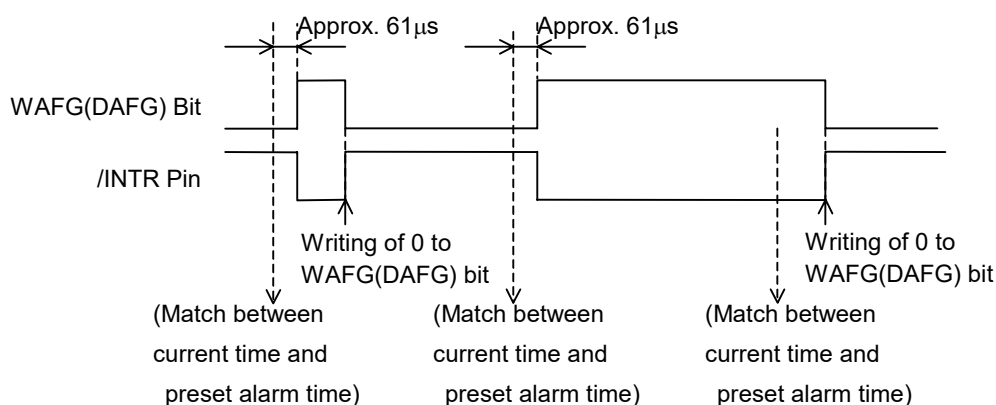 Approx. 61μs
Approx. 61μs
WAFG(DAFG) Bit
/INTR Pin
Writing of 0 to
WAFG(DAFG) bit
Writing of 0 to
WAFG(DAFG) bit
(Match between
current time and
preset alarm time)
(Match between
current time and
preset alarm time)
(Match between
current time and
preset alarm time)